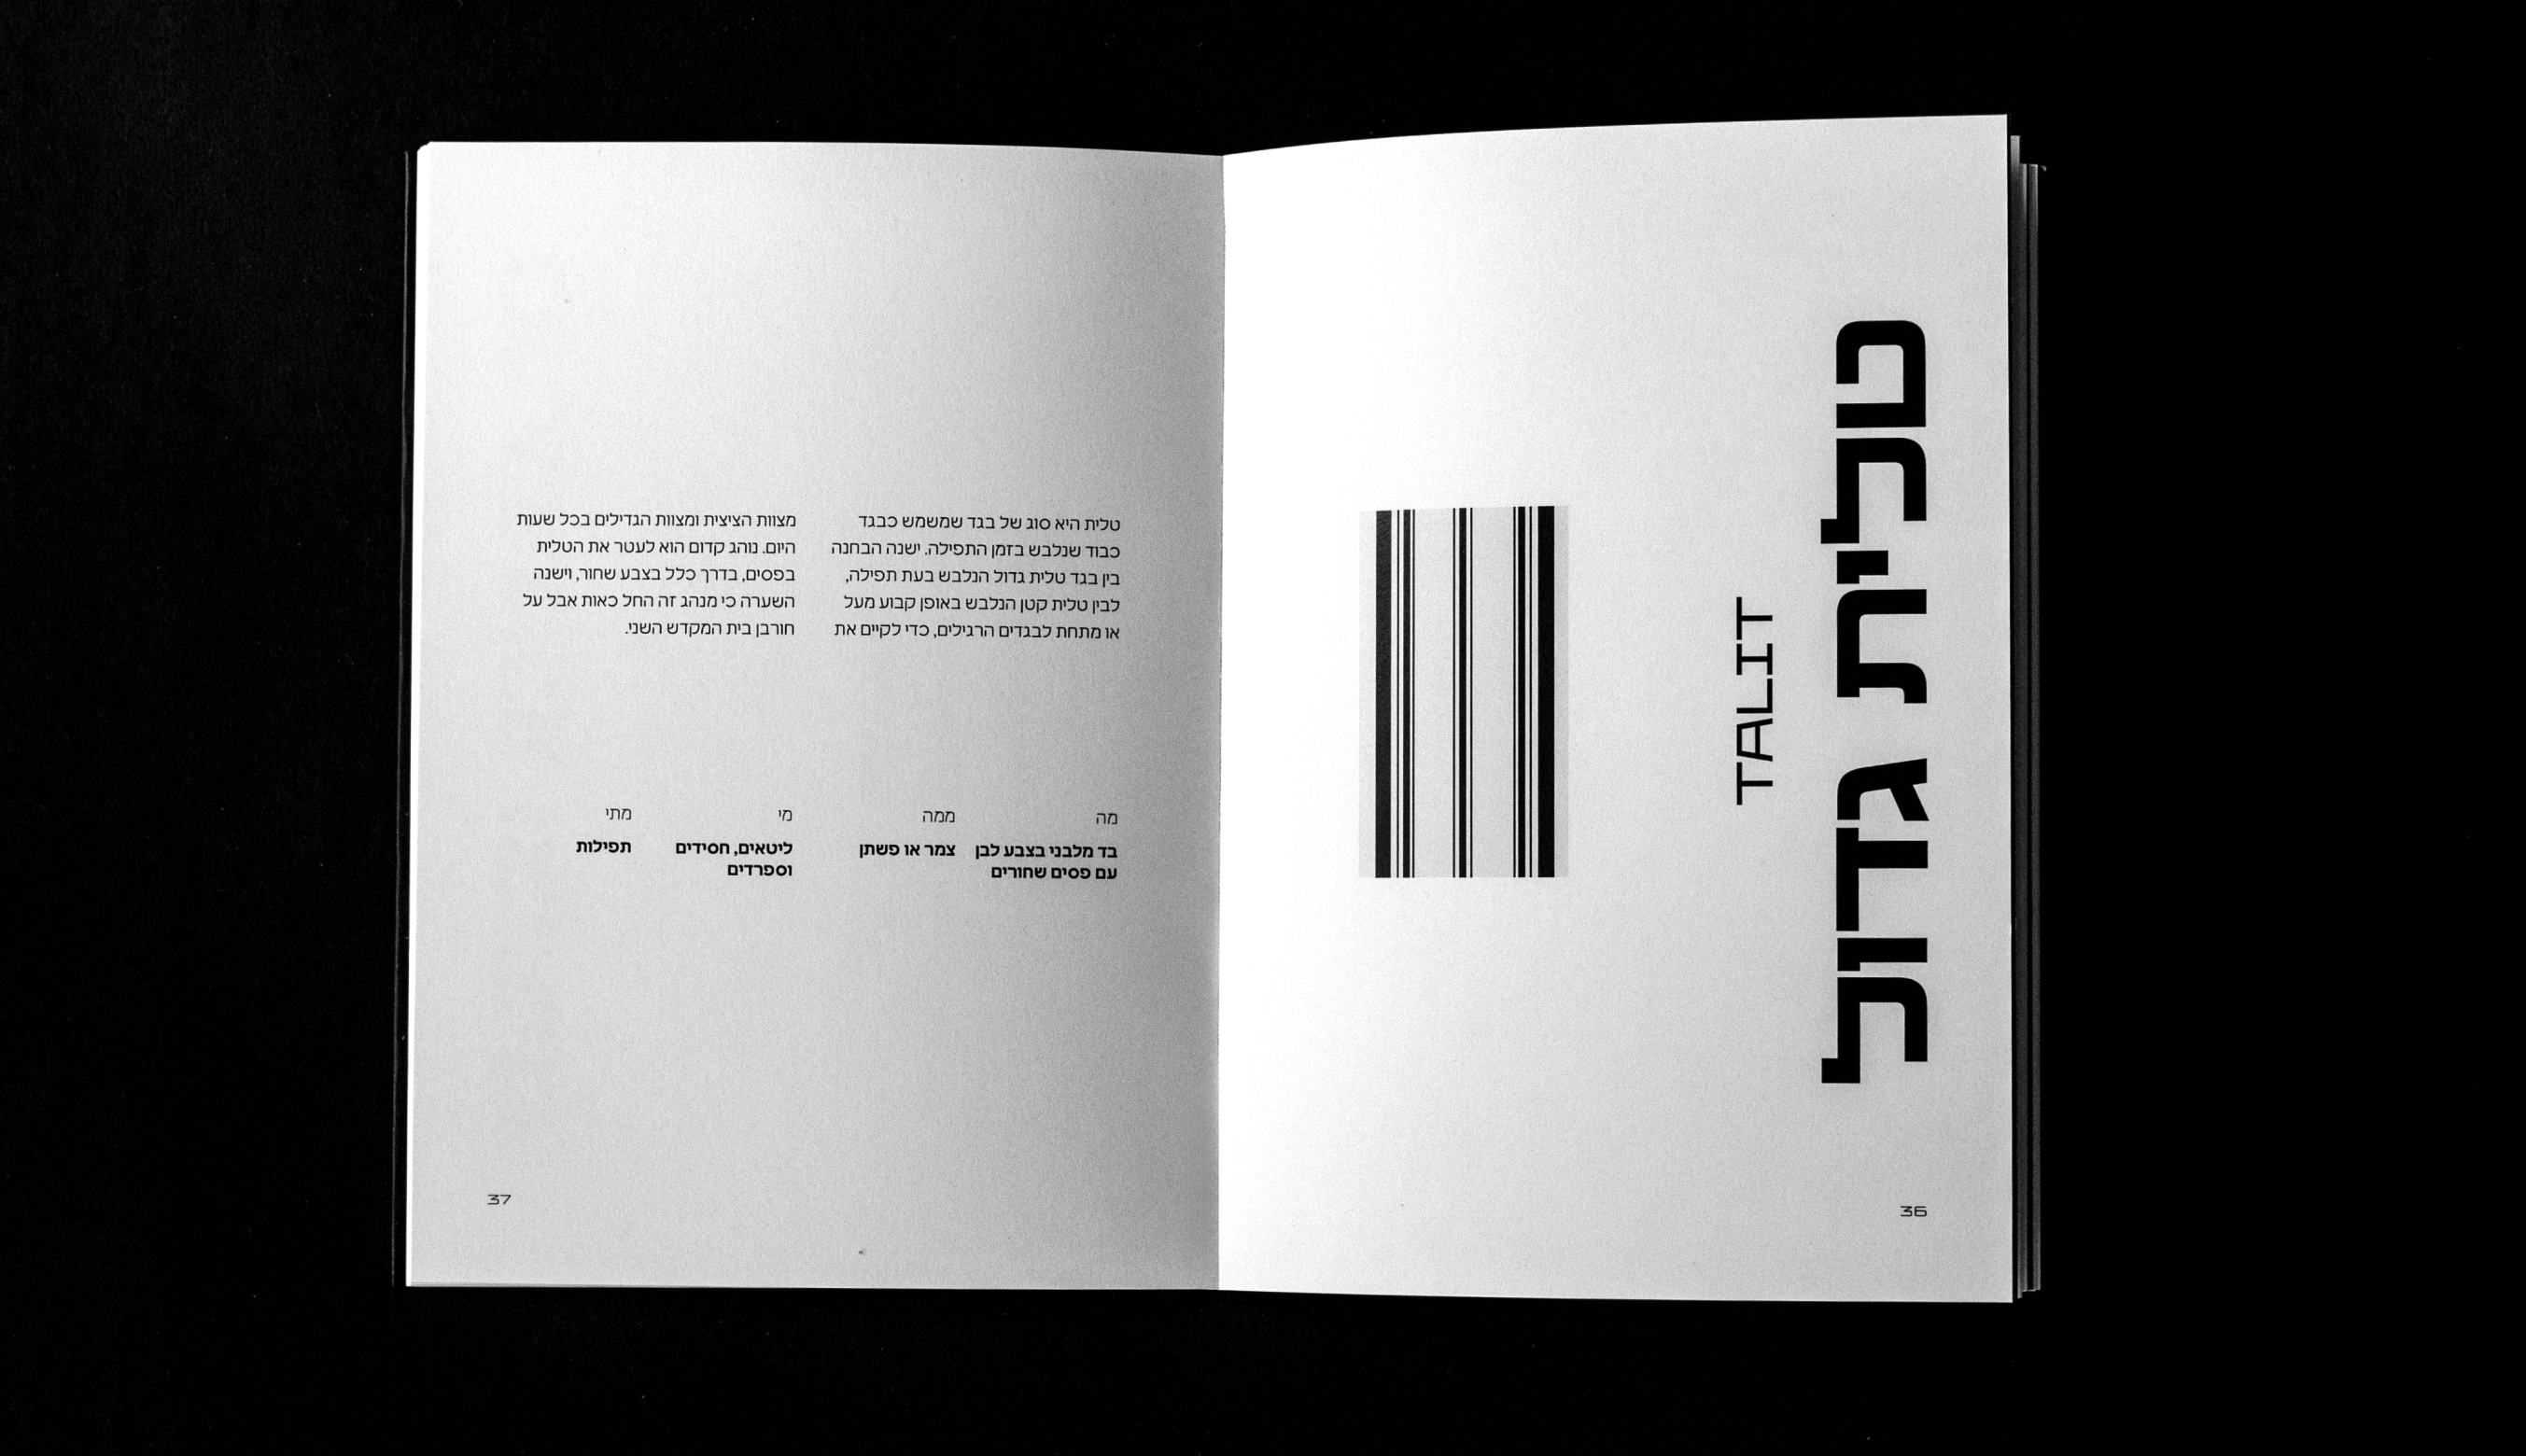 טלית גדול
TALIT
36
טלית היא סוג של בגד שמשמש כבגד
כבוד שנלבש בזמן התפילה. ישנה הבחנה
בין בגד טלית גדול הנלבש בעת תפילה,
לבין טלית קטן הנלבש באופן קבוע מעל
או מתחת לבגדים הרגילים, כדי לקיים את
מצוות הציצית ומצוות הגדילים בכל שעות
היום. נוהג קדום הוא לעטר את הטלית
בפסים, בדרך כלל בצבע שחור, וישנה
השערה כי מנהג זה החל כאות אבל על
חורבן בית המקדש השני.
מה
בד מלבני בצבע לבן
עם פסים שחורים
ממה
צמר או פשתן
מי
ליטאים, חסידים
וספרדים
מתי
תפילות
37